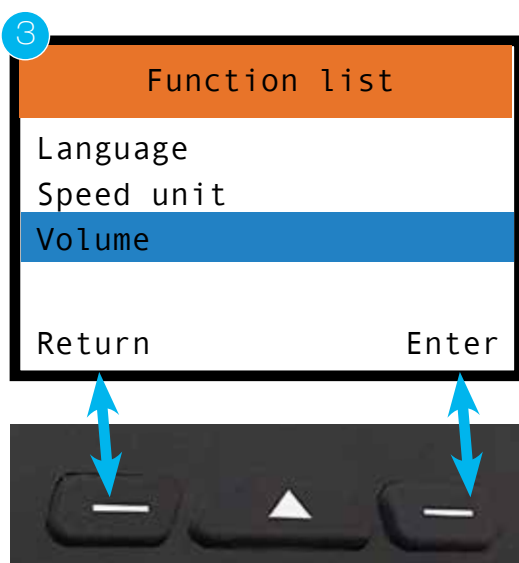 3
Function list
Language
Speed unit
Volume
Return Enter